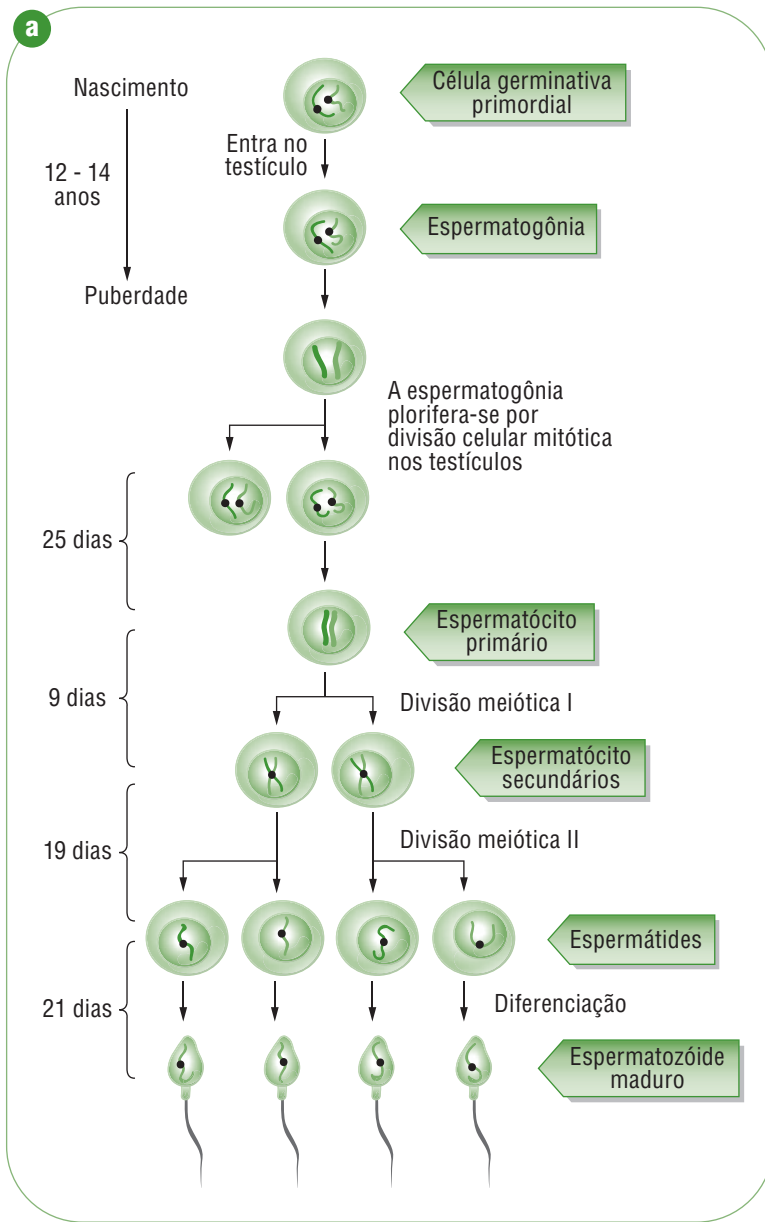 a
Nascimento
12 - 14
anos
Puberdade
Célula germinativa
primordial
Entra no
testículo
Espermatogônia
A espermatogônia
plorifera-se por
divisão celular mitótica
nos testículos
25 dias
Espermatócito
primário
9 dias
Divisão meiótica I
Espermatócito
secundários
19 dias
Divisão meiótica II
Espermátides
21 dias
Diferenciação
Espermatozóide
maduro